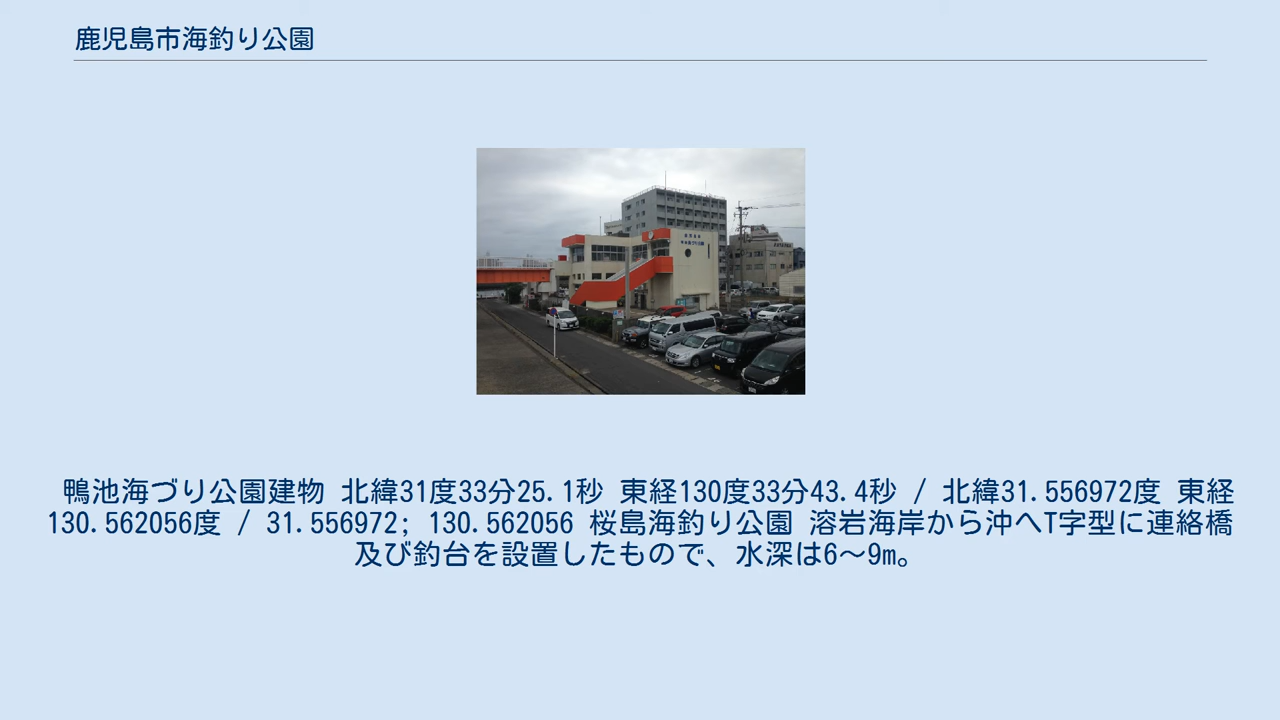 鹿児島市海釣り公園
鴨池海づり公園建物 北緯31度33分25.1秒 東経130度33分43.4秒 / 北緯31.556972度 東経
130.562056度 / 31.556972; 130.562056 桜島海釣り公園 溶岩海岸から沖へT字型に連絡橋
及び釣台を設置したもので、水深は6〜9m。